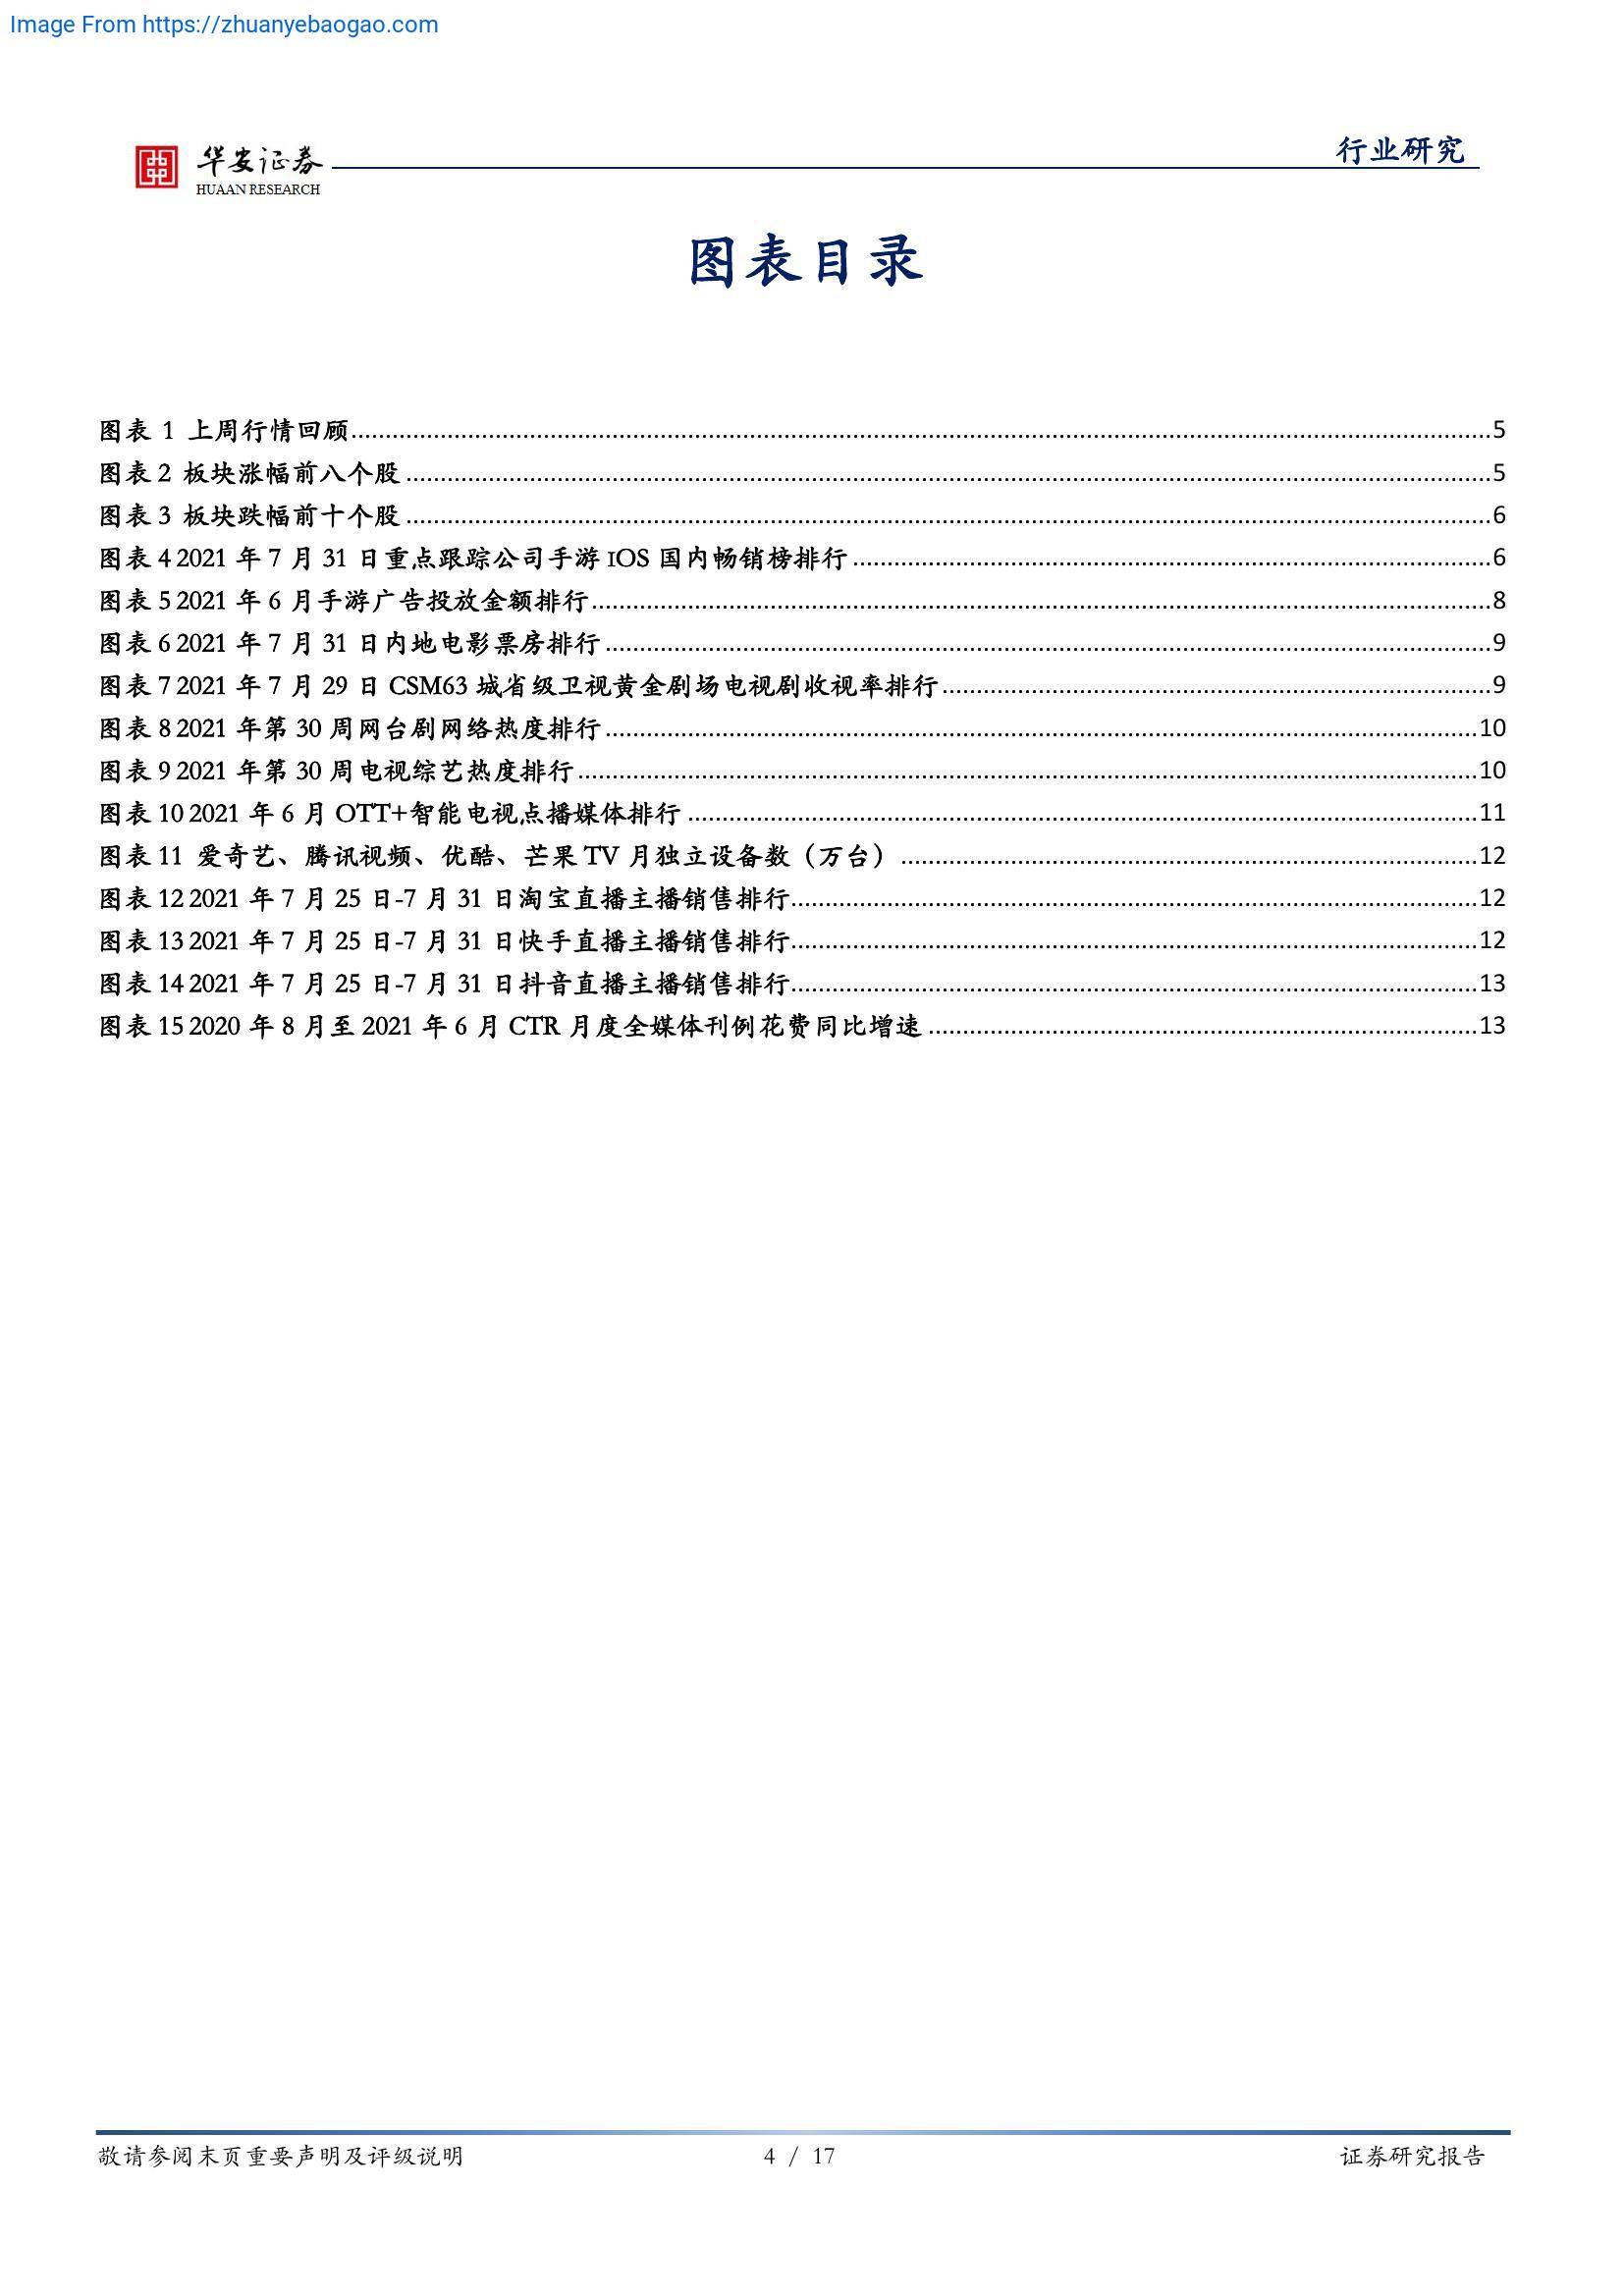 Image From https://zhuanyebaogao.com
华安证券
HUAAN RESEARCH
行业研究
图表目录
图表 1 上周行情回顾................5
图表 2 板块涨幅前八个股................5
图表 3 板块跌幅前十个股................6
图表 4 2021 年 7 月 31 日重点跟踪公司手游 IOS 国内畅销榜排行................6
图表 5 2021 年 6 月手游广告投放金额排行................8
图表 6 2021 年 7 月 31 日内地电影票房排行................9
图表 7 2021 年 7 月 29 日 CSM63 城省级卫视黄金剧场电视剧收视率排行................9
图表 8 2021 年第 30 周网台剧网络热度排行................10
图表 9 2021 年第 30 周电视综艺热度排行................10
图表 10 2021 年 6 月 OTT+智能电视点播媒体排行................11
图表 11 爱奇艺、腾讯视频、优酷、芒果 TV 月独立设备数（万台）................12
图表 12 2021 年 7 月 25 日-7 月 31 日淘宝直播主播销售排行................12
图表 13 2021 年 7 月 25 日-7 月 31 日快手直播主播销售排行................12
图表 14 2021 年 7 月 25 日-7 月 31 日抖音直播主播销售排行................13
图表 15 2020 年 8 月至 2021 年 6 月 CTR 月度全媒体刊例花费同比增速................13
敬请参阅末页重要声明及评级说明
4 / 17
证券研究报告